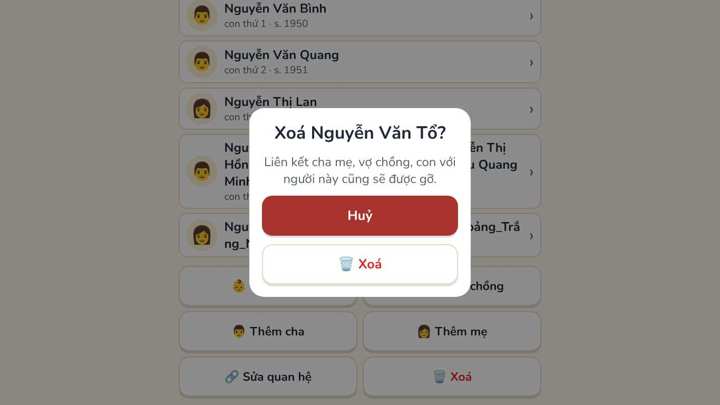 Nguyễn Văn Bình
con thứ 1 · s. 1950
Nguyễn Văn Quang
con thứ 2 · s. 1951
Nguyễn Thị Lan
Xoá Nguyễn Văn Tổ?
Liên kết cha mẹ, vợ chồng, con với
người này cũng sẽ được gỡ.
Huỷ
🗑️ Xoá
chồng
👨 Thêm cha
👩 Thêm mẹ
🔗 Sửa quan hệ
🗑️ Xoá